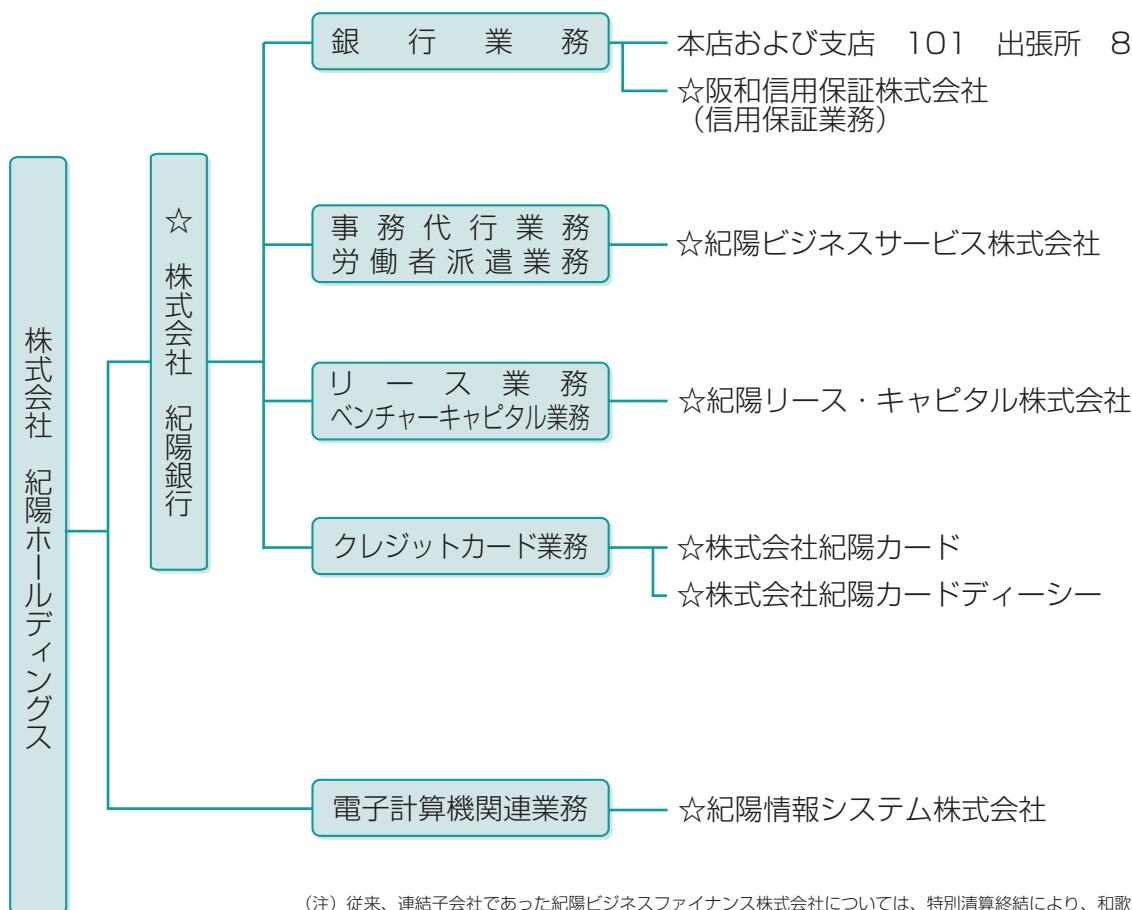 株式会社 紀陽ホールディングス
☆ 株式会社 紀陽銀行
銀行業務
本店および支店 101 出張所 8
☆阪和信用保証株式会社
(信用保証業務)
事務代行業務
労働者派遣業務
☆紀陽ビジネスサービス株式会社
リース業務
ベンチャーキャピタル業務
☆紀陽リース・キャピタル株式会社
クレジットカード業務
☆株式会社紀陽カード
☆株式会社紀陽カードディーシー
電子計算機関連業務
☆紀陽情報システム株式会社
(注)従来、連結子会社であった紀陽ビジネスファイナンス株式会社については、特別清算終結により、和歌